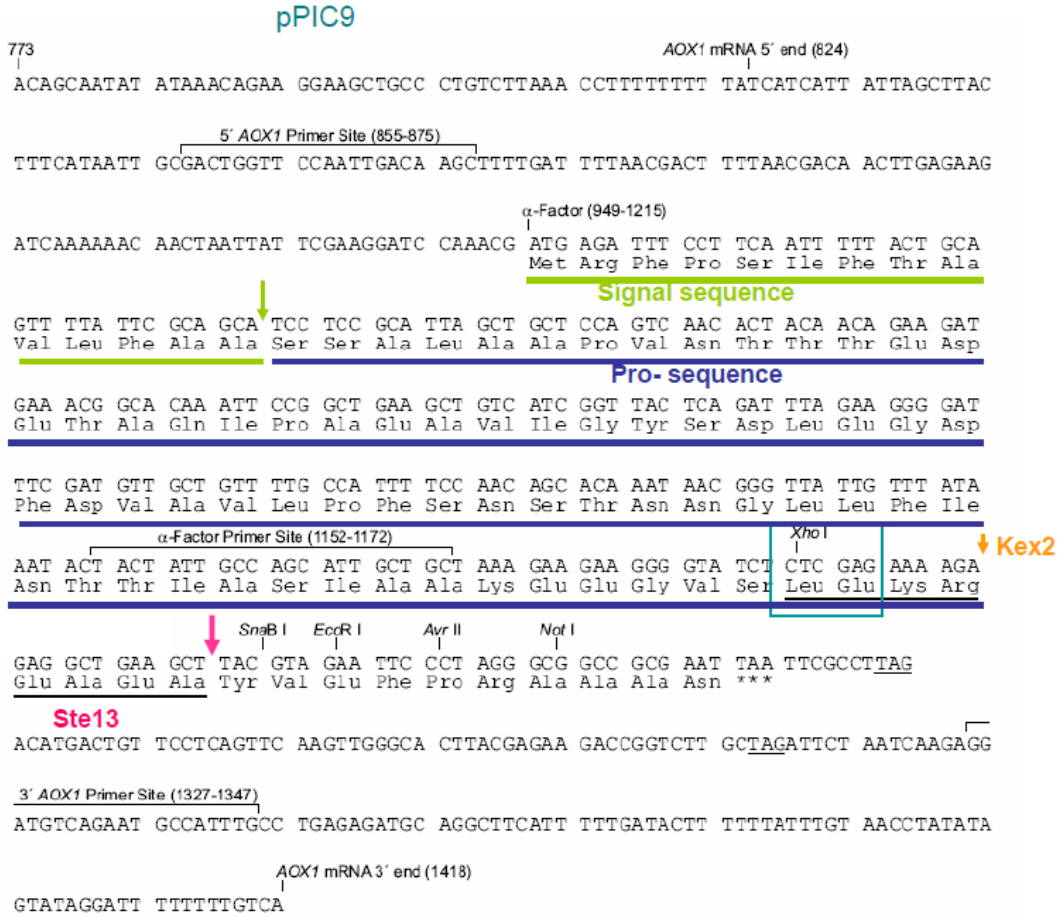 pPIC9
773
AOX1 mRNA 5´ end (824)
ACAGCAATAT ATAAACAGAA GGAAGCTGCC CTGTCTTAAA CCTTTTTTTT TATCATCATT ATTAGCTTAC
5´ AOX1 Primer Site (855-875)
TTTCATAATT GCGACTGGTT CCAATTGACA AGCTTTTGAT TTTAACGACT TTTAACGACA ACTTGAGAAG
α-Factor (949-1215)
ATCAAAAAAC AACTAATTAT TCGAAGGATC CAAACG ATG AGA TTT CCT TCA ATT TTT ACT GCA
Met Arg Phe Pro Ser Ile Phe Thr Ala
Signal sequence
GTT TTA TTC GCA GCA TCC TCC GCA TTA GCT GCT CCA GTC AAC ACT ACA ACA GAA GAT
Val Leu Phe Ala Ala Ser Ser Ala Leu Ala Ala Pro Val Asn Thr Thr Thr Glu Asp
Pro- sequence
GAA ACG GCA CAA ATT CCG GCT GAA GCT GTC ATC GGT TAC TCA GAT TTA GAA GGG GAT
Glu Thr Ala Gln Ile Pro Ala Glu Ala Val Ile Gly Tyr Ser Asp Leu Glu Gly Asp
TTC GAT GTT GCT GTT TTG CCA TTT TCC AAC AGC ACA AAT AAC GGG TTA TTG TTT ATA
Phe Asp Val Ala Val Leu Pro Phe Ser Asn Ser Thr Asn Asn Gly Leu Leu Phe Ile
α-Factor Primer Site (1152-1172)
Xho I
Kex2
AAT ACT ACT ATT GCC AGC ATT GCT GCT AAA GAA GAA GGG GTA TCT CTC GAG AAA AGA
Asn Thr Thr Ile Ala Ser Ile Ala Ala Lys Glu Glu Gly Val Ser Leu Glu Lys Arg
SnaB I EcoR I Avr II Not I
GAG GCT GAA GCT TAC GTA GAA TTC CCT AGG GCG GCC GCG AAT TAA TTCGCCTTAG
Glu Ala Glu Ala Tyr Val Glu Phe Pro Arg Ala Ala Ala Asn ***
Ste13
ACATGACTGT TCCTCAGTTC AAGTTGGGCA CTTACGAGAA GACCGGTCTT GCTAGATTCT AATCAAGAGG
3´ AOX1 Primer Site (1327-1347)
ATGTCAGAAT GCCATTTGCC TGAGAGATGC AGGCTTCATT TTTGATACTT TTTTATTTGT AACCTATATA
AOX1 mRNA 3´ end (1418)
GTATAGGATT TTTTTTGTCA